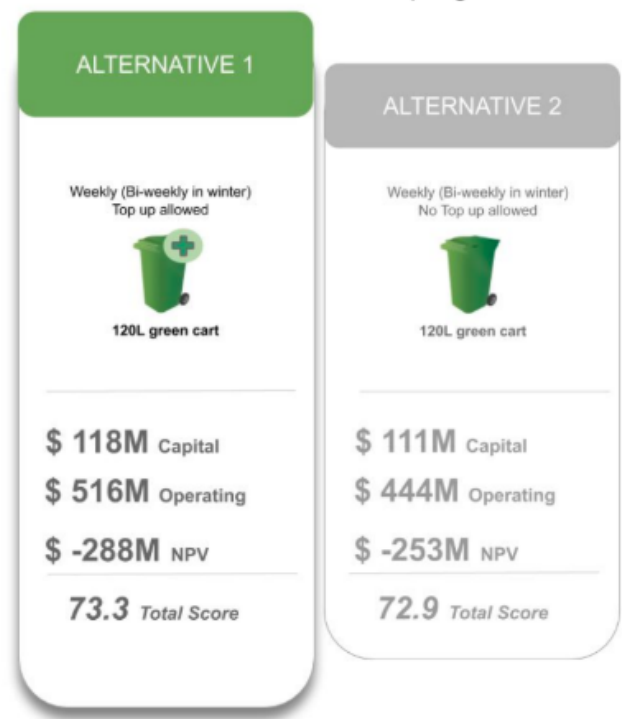 ALTERNATIVE 1
Weekly (Bi-weekly in winter)
Top up allowed
120L green cart
$ 118M Capital
$ 516M Operating
$ -288M NPV
73.3 Total Score
ALTERNATIVE 2
Weekly (Bi-weekly in winter)
No Top up allowed
120L green cart
$ 111M Capital
$ 444M Operating
$ -253M NPV
72.9 Total Score